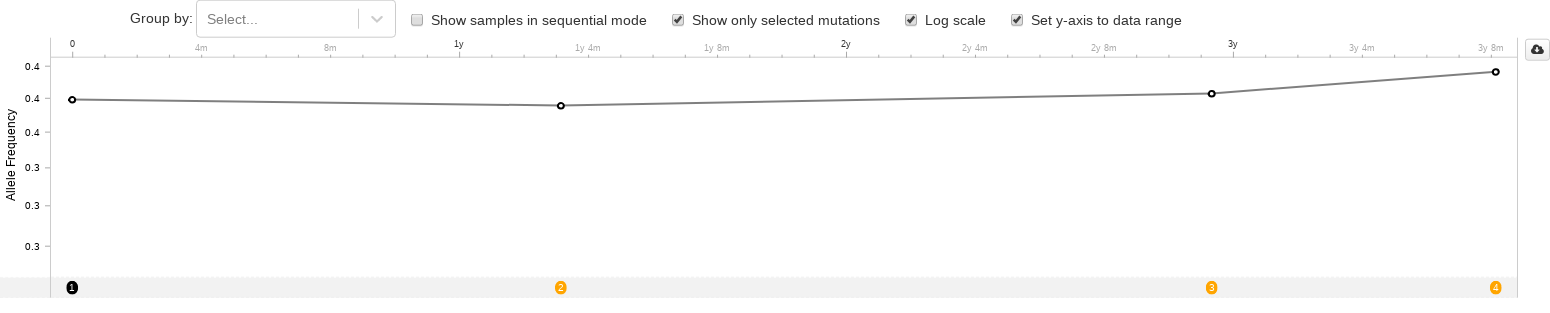 Group by: Select... Show samples in sequential mode Show only selected mutations Log scale Set y-axis to data range
0 4m 8m 1y 1y 4m 1y 8m 2y 2y 4m 2y 8m 3y 3y 4m 3y 8m
Allele Frequency
0.4
0.4
0.4
0.3
0.3
0.3
1 2 3 4